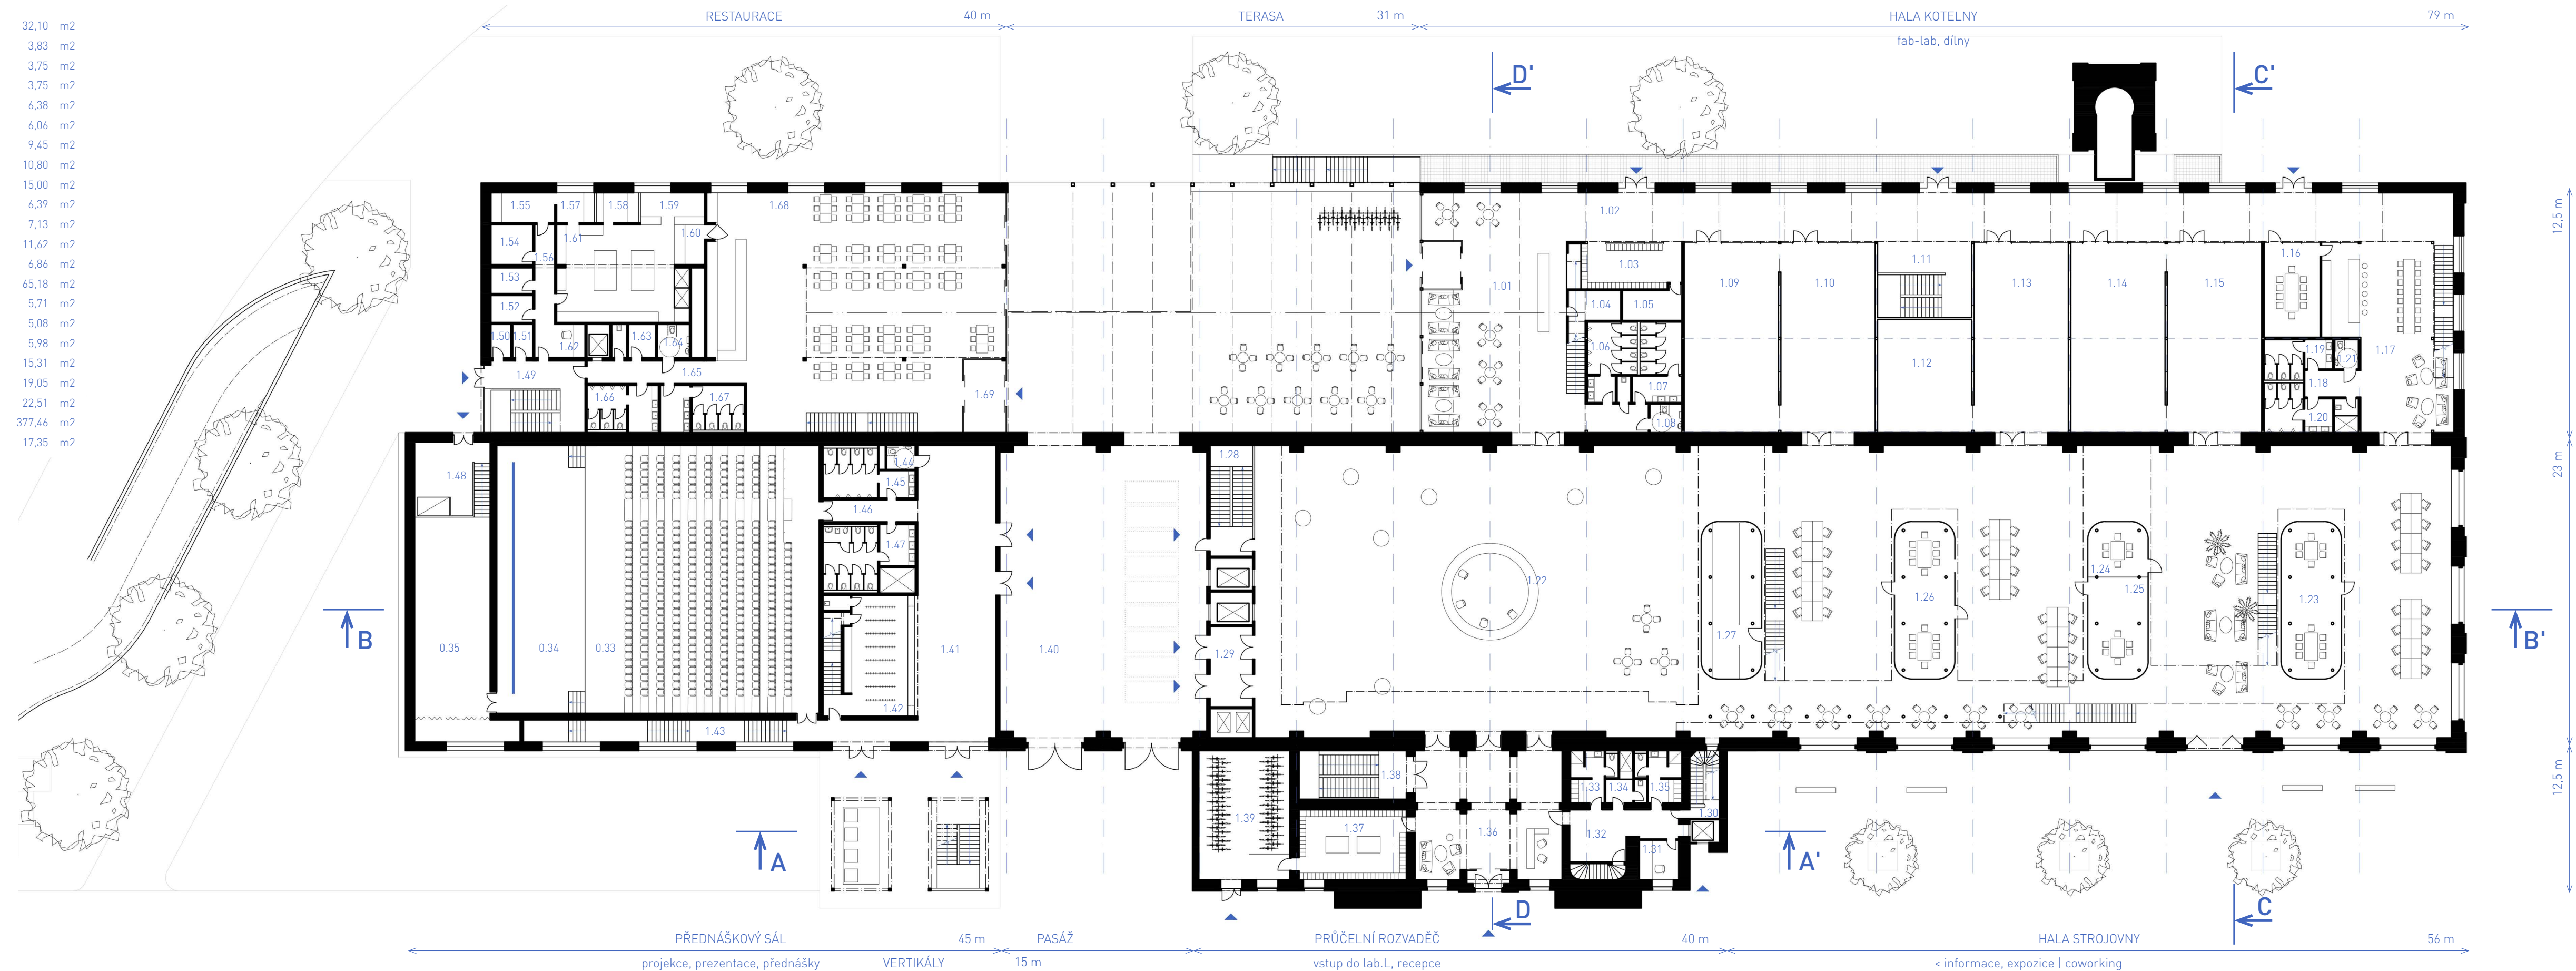 RESTAURACE 40 m TERASA 31 m HALA KOTELNY 79 m
fab-lab, dílny
32,10 m2
3,83 m2
3,75 m2
3,75 m2
6,38 m2
6,06 m2
9,45 m2
10,80 m2
15,00 m2
6,39 m2
7,13 m2
11,62 m2
6,86 m2
65,18 m2
5,71 m2
5,08 m2
5,98 m2
15,31 m2
19,05 m2
22,51 m2
377,46 m2
17,35 m2
D' C'
12,5 m
23 m
12,5 m
1.55 1.57 1.58 1.59 1.68 1.02
1.54 1.61 1.60
1.56 1.03 1.11 1.16
1.53 1.01 1.09 1.10 1.13 1.14 1.15
1.52 1.04 1.05
1.50 1.51 1.62 1.63 1.64 1.06 1.19 1.21 1.17
1.49 1.65 1.12
1.66 1.67 1.69 1.07 1.18
1.08 1.20
1.48 1.44 1.28
1.45
1.46
1.47
1.22 1.24 1.25
1.26 1.23
B B'
0.35 0.34 0.33 1.41 1.40 1.29 1.27
1.42
1.43
1.38 1.33 1.34 1.35
1.39 1.37 1.36 1.32 1.30
1.31
A A'
D C
PŘEDNÁŠKOVÝ SÁL 45 m PASÁŽ PRŮČELNÍ ROZVADĚČ 40 m HALA STROJOVNY 56 m
projekce, prezentace, přednášky VERTIKÁLY 15 m vstup do lab.L, recepce < informace, expozice | coworking